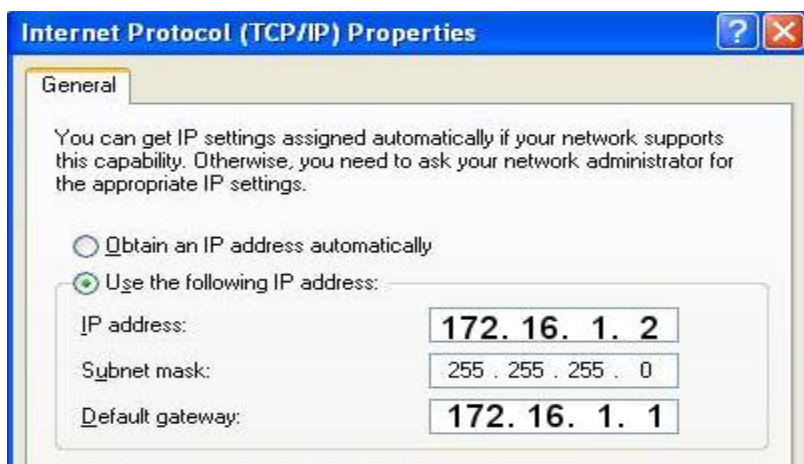 Internet Protocol (TCP/IP) Properties
General
You can get IP settings assigned automatically if your network supports
this capability. Otherwise, you need to ask your network administrator for
the appropriate IP settings.
Obtain an IP address automatically
Use the following IP address:
IP address: 172. 16. 1. 2
Subnet mask: 255 . 255 . 255 . 0
Default gateway: 172. 16. 1. 1